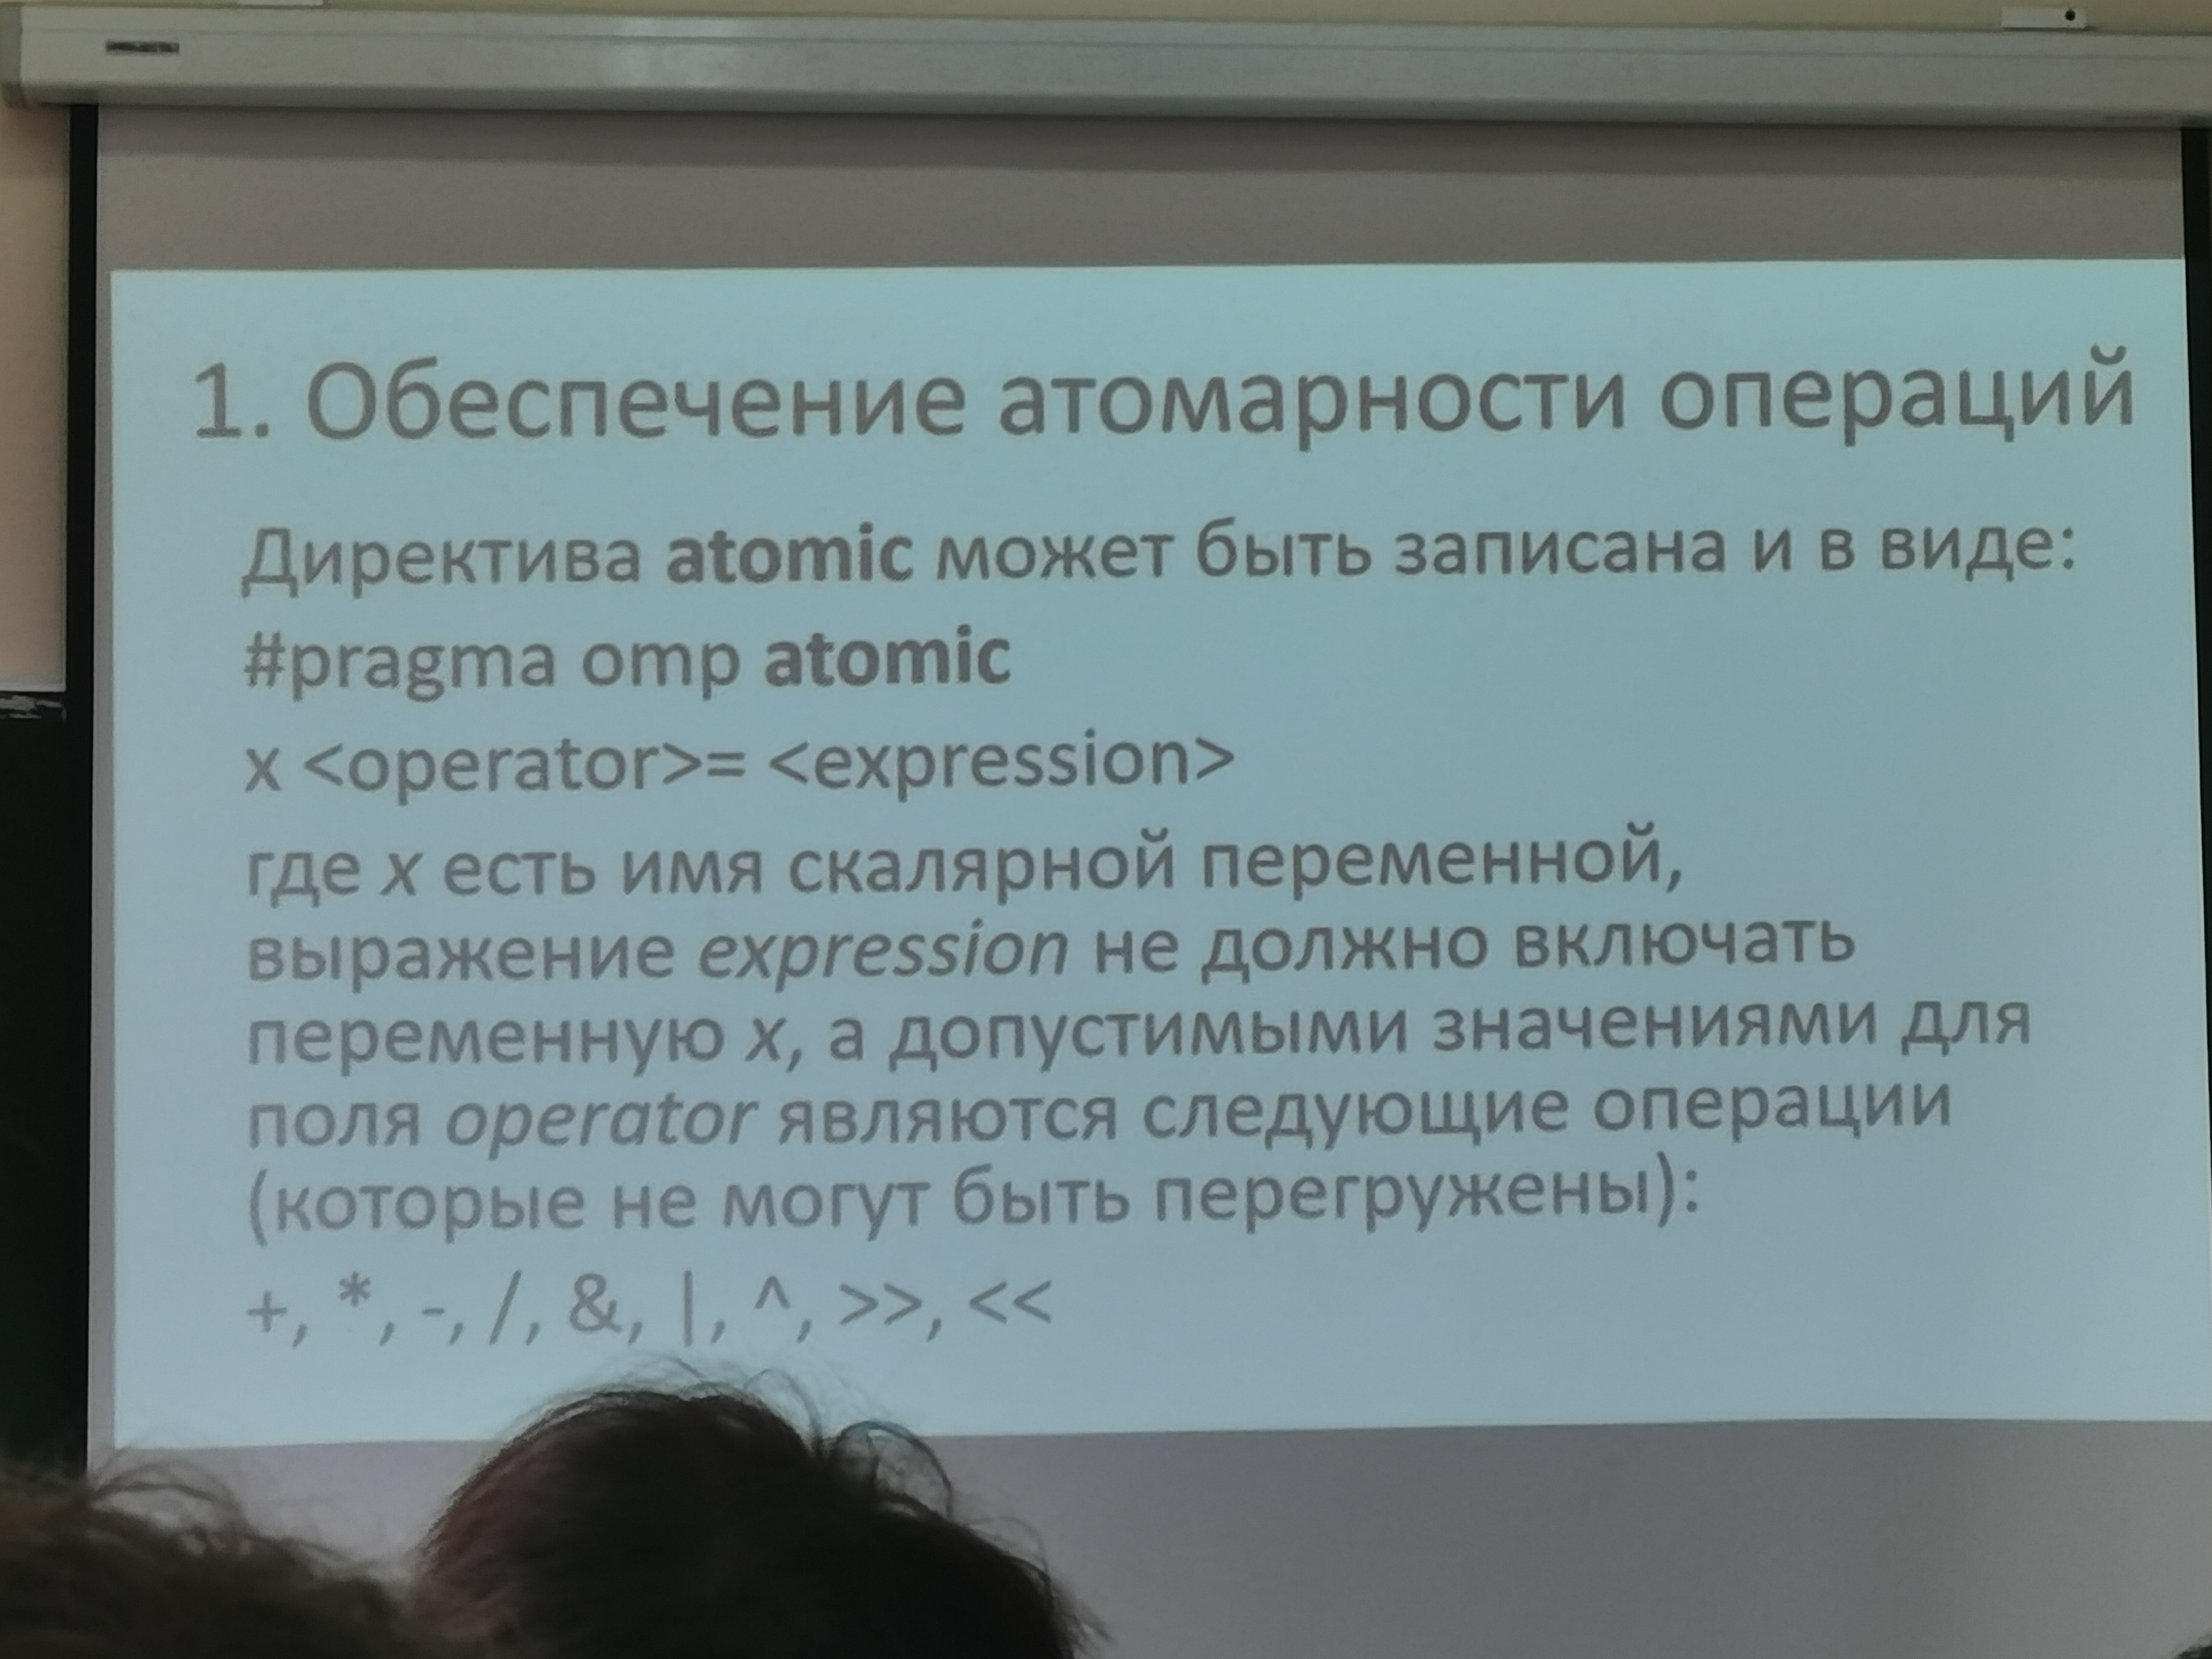 1. Обеспечение атомарности операций
Директива atomic может быть записана и в виде:
#pragma omp atomic
x <operator>= <expression>
где x есть имя скалярной переменной,
выражение expression не должно включать
переменную x, а допустимыми значениями для
поля operator являются следующие операции
(которые не могут быть перегружены):
+, *, -, /, &, |, ^, >>, <<